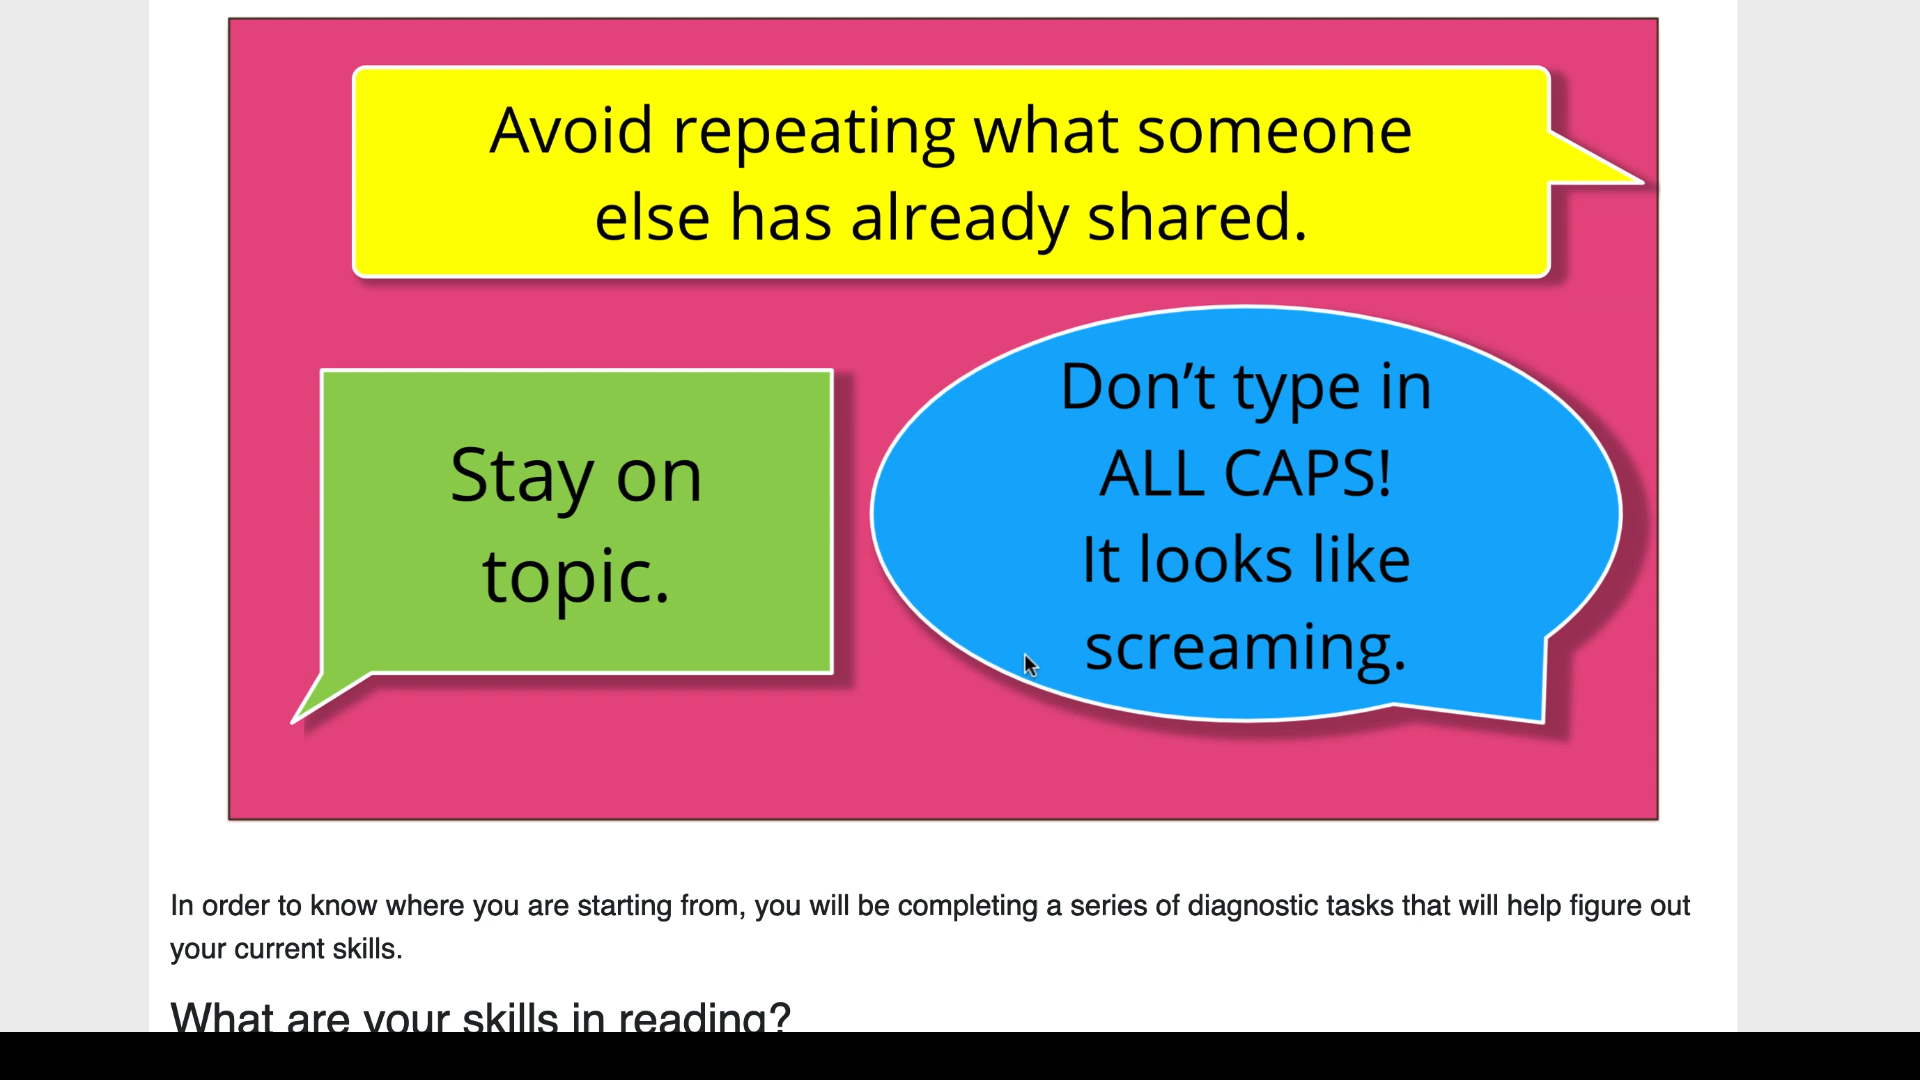 Avoid repeating what someone
else has already shared.
Stay on
topic.
Don’t type in
ALL CAPS!
It looks like
screaming.
In order to know where you are starting from, you will be completing a series of diagnostic tasks that will help figure out
your current skills.
What are your skills in reading?